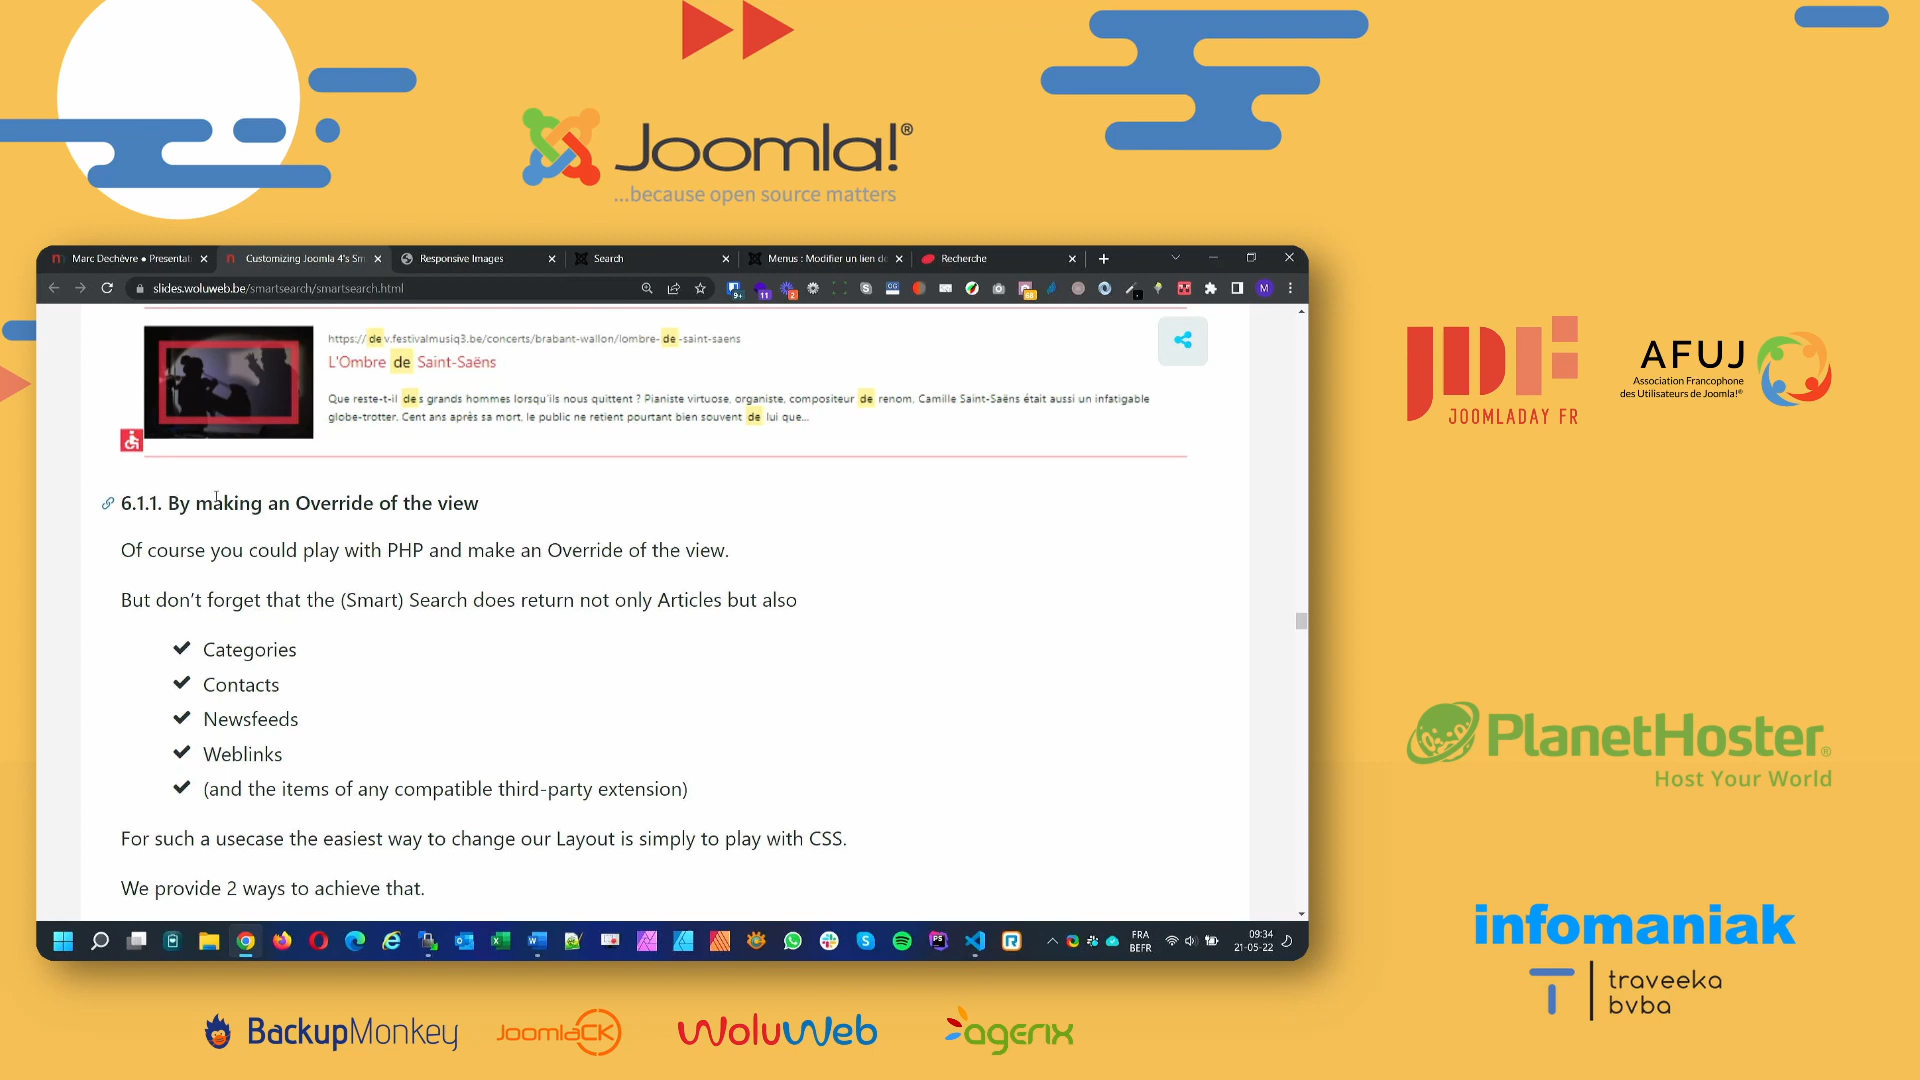 Joomla!®
...because open source matters
Marc Dechèvre • Presentat
Customizing Joomla 4's Sm
Responsive Images
Search
Menus : Modifier un lien de
Recherche
slides.woluweb.be/smartsearch/smartsearch.html
https://dev.festivalmusiq3.be/concerts/brabant-wallon/lombre-de-saint-saens
L'Ombre de Saint-Saëns
Que reste-t-il des grands hommes lorsqu'ils nous quittent ? Pianiste virtuose, organiste, compositeur de renom, Camille Saint-Saëns était aussi un infatigable
globe-trotter. Cent ans après sa mort, le public ne retient pourtant bien souvent de lui que...
6.1.1. By making an Override of the view
Of course you could play with PHP and make an Override of the view.
But don't forget that the (Smart) Search does return not only Articles but also
Categories
Contacts
Newsfeeds
Weblinks
(and the items of any compatible third-party extension)
For such a usecase the easiest way to change our Layout is simply to play with CSS.
We provide 2 ways to achieve that.
FRA
BEFR
09:34
21-05-22
JDF
JOOMLADAY FR
AFUJ
Association Francophone
des Utilisateurs de Joomla!®
PlanetHoster®
Host Your World
infomaniak
T
traveeka
bvba
BackupMonkey
JoomlaCK
WoluWeb
agerix